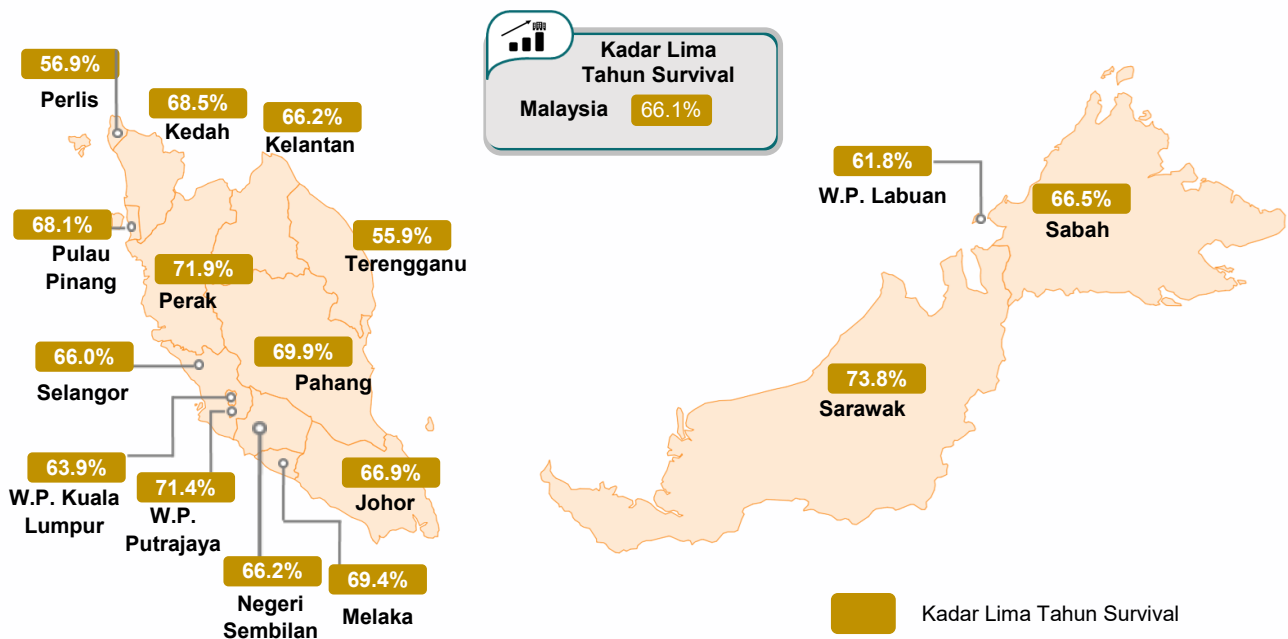 Kadar Lima
Tahun Survival
Malaysia 66.1%
56.9%
Perlis
68.5%
Kedah
66.2%
Kelantan
68.1%
Pulau
Pinang
71.9%
Perak
55.9%
Terengganu
66.0%
Selangor
69.9%
Pahang
63.9%
W.P. Kuala
Lumpur
71.4%
W.P.
Putrajaya
66.9%
Johor
66.2%
Negeri
Sembilan
69.4%
Melaka
61.8%
W.P. Labuan
66.5%
Sabah
73.8%
Sarawak
Kadar Lima Tahun Survival